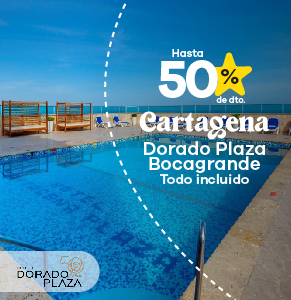 Hasta
50%
de dto.
Cartagena
Dorado Plaza
Bocagrande
Todo incluido
DORADO
PLAZA